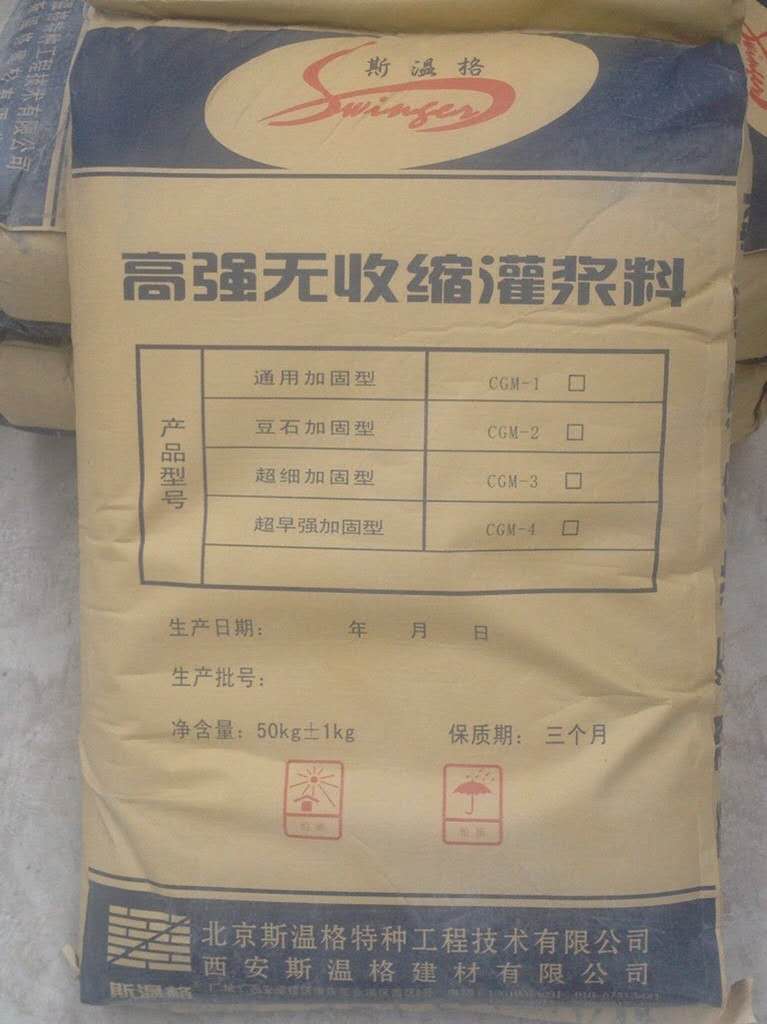 斯温格
Swinger
高强无收缩灌浆料
产品型号
通用加固型 CGM-1 □
豆石加固型 CGM-2 □
超细加固型 CGM-3 □
超早强加固型 CGM-4 □
生产日期: 年 月 日
生产批号:
净含量: 50kg±1kg 保质期: 三个月
北京斯温格特种工程技术有限公司
西安斯温格建材有限公司
斯温格